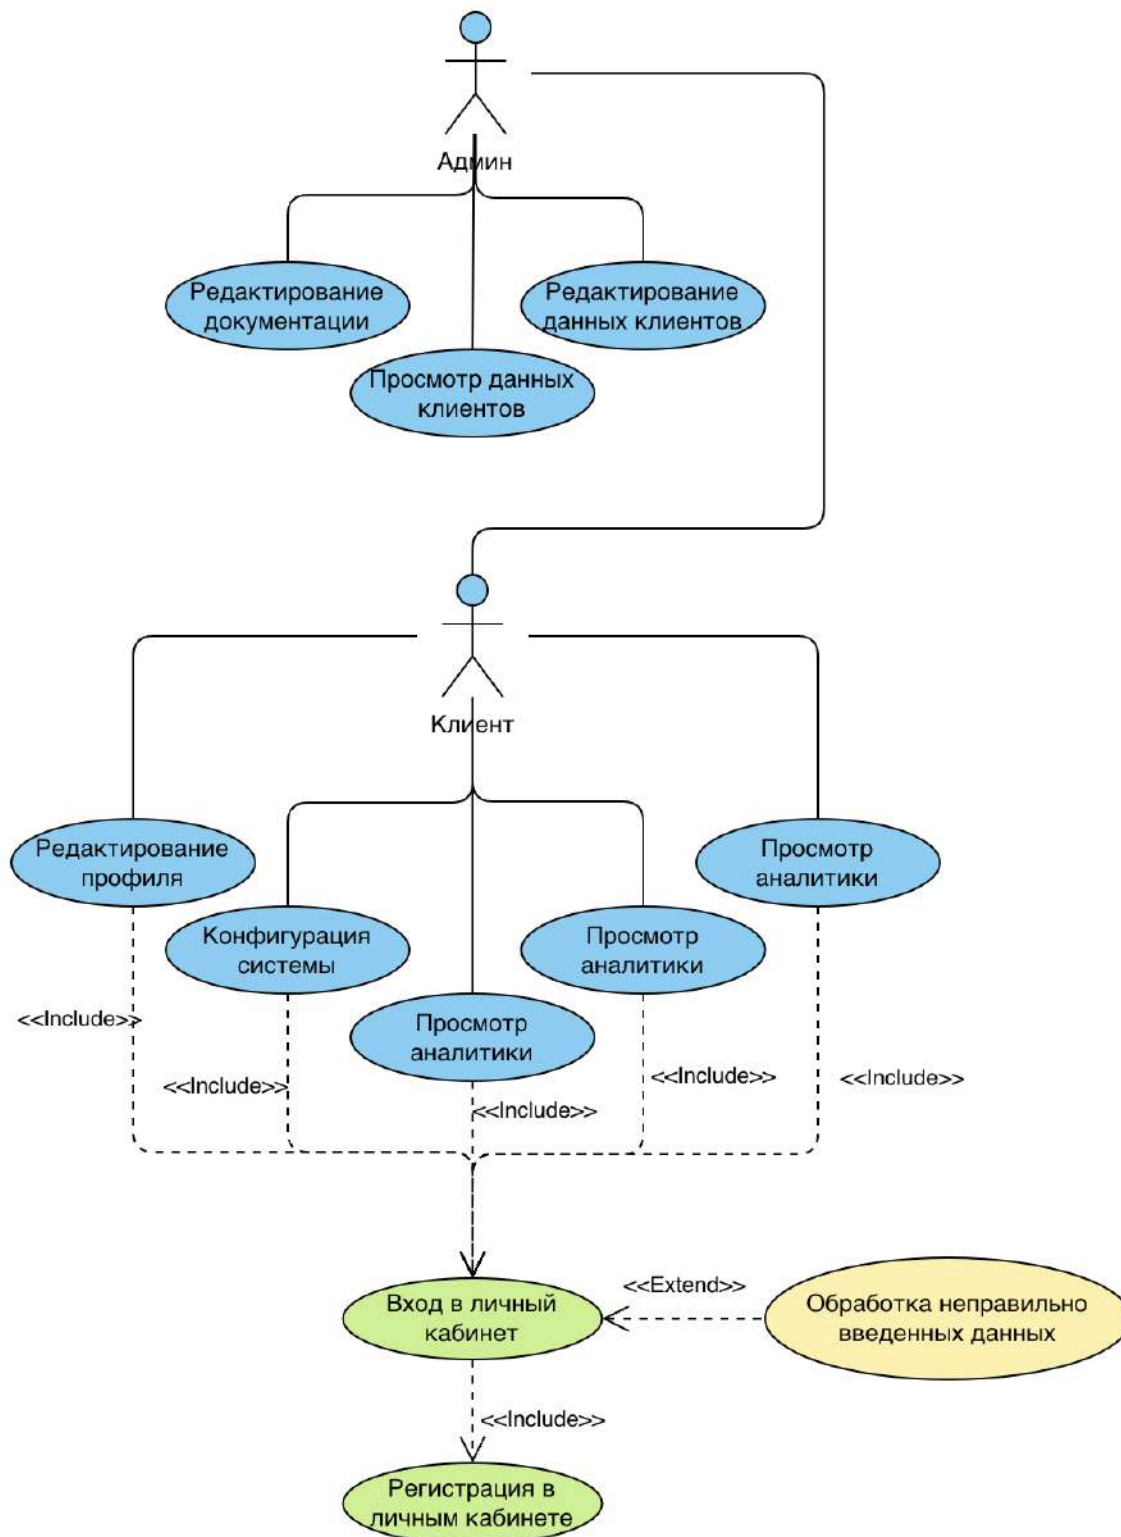 Админ
Редактирование
документации
Редактирование
данных клиентов
Просмотр данных
клиентов
Клиент
Редактирование
профиля
Просмотр
аналитики
Конфигурация
системы
Просмотр
аналитики
Просмотр
аналитики
<<Include>>
<<Include>>
<<Include>>
<<Include>>
<<Include>>
Вход в личный
кабинет
<<Extend>>
Обработка неправильно
введенных данных
<<Include>>
Регистрация в
личным кабинете